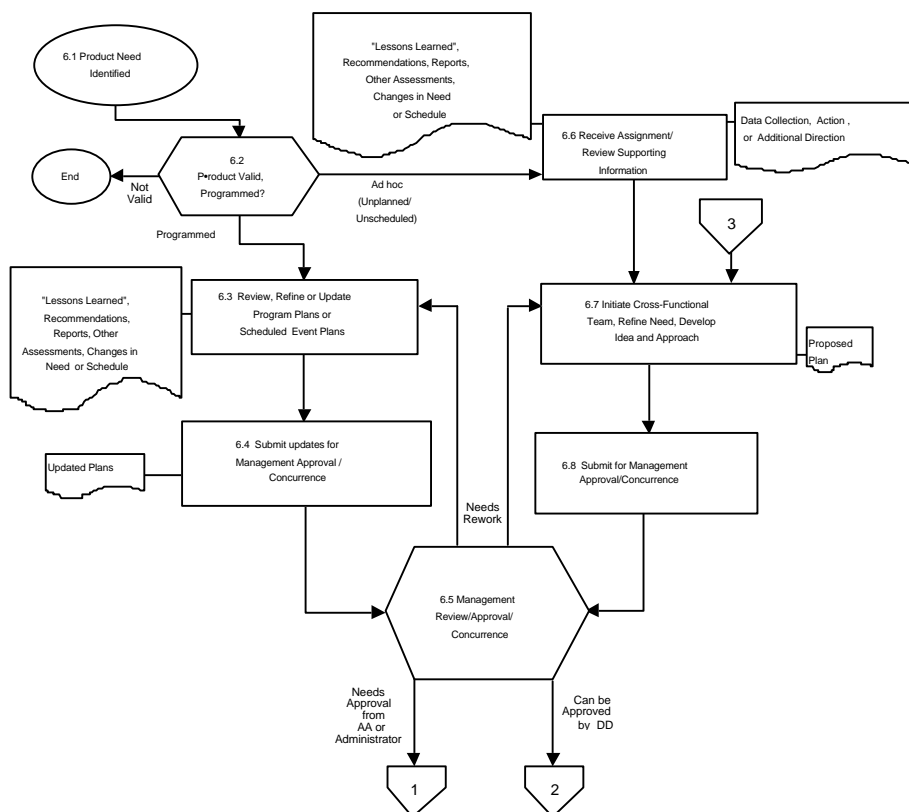 6.1 Product Need
Identified
"Lessons Learned",
Recommendations, Reports,
Other Assessments,
Changes in Need
or Schedule
Data Collection, Action ,
or Additional Direction
6.6 Receive Assignment/
Review Supporting
Information
6.2
P•roduct Valid,
Programmed?
End
Not
Valid
Ad hoc
(Unplanned/
Unscheduled)
Programmed
3
"Lessons Learned",
Recommendations,
Reports, Other
Assessments, Changes in
Need or Schedule
6.3 Review, Refine or Update
Program Plans or
Scheduled Event Plans
6.7 Initiate Cross-Functional
Team, Refine Need, Develop
Idea and Approach
Proposed
Plan
6.4 Submit updates for
Management Approval /
Concurrence
Updated Plans
6.8 Submit for Management
Approval/Concurrence
Needs
Rework
6.5 Management
Review/Approval/
Concurrence
Needs
Approval
from
AA or
Administrator
Can be
Approved
by DD
1
2